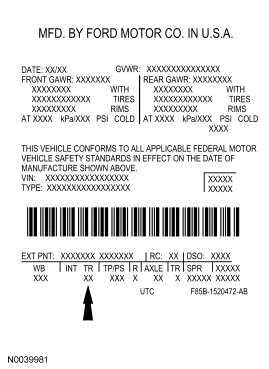 MFD. BY FORD MOTOR CO. IN U.S.A.
DATE: XX/XX GVWR: XXXXXXXXXXXXXXX
FRONT GAWR: XXXXXXX REAR GAWR: XXXXXXXX
XXXXXXXX WITH XXXXXXXX WITH
XXXXXXXXXXXX TIRES XXXXXXXXXXXX TIRES
XXXXXXXX RIMS XXXXXXXX RIMS
AT XXXX kPa/XXX PSI COLD AT XXXX kPa/XXX PSI COLD
XXXX
THIS VEHICLE CONFORMS TO ALL APPLICABLE FEDERAL MOTOR
VEHICLE SAFETY STANDARDS IN EFFECT ON THE DATE OF
MANUFACTURE SHOWN ABOVE.
VIN: XXXXXXXXXXXXXXXXX XXXXX
TYPE: XXXXXXXXXXXXXXXXX XXXXX
EXT PNT: XXXXXXX XXXXXXX RC: XX DSO: XXXX
WB INT TR TP/PS R AXLE TR SPR XXXXX
XXX XX XXX X XX X XXXXX XXXXX
UTC F85B-1520472-AB
N0039981